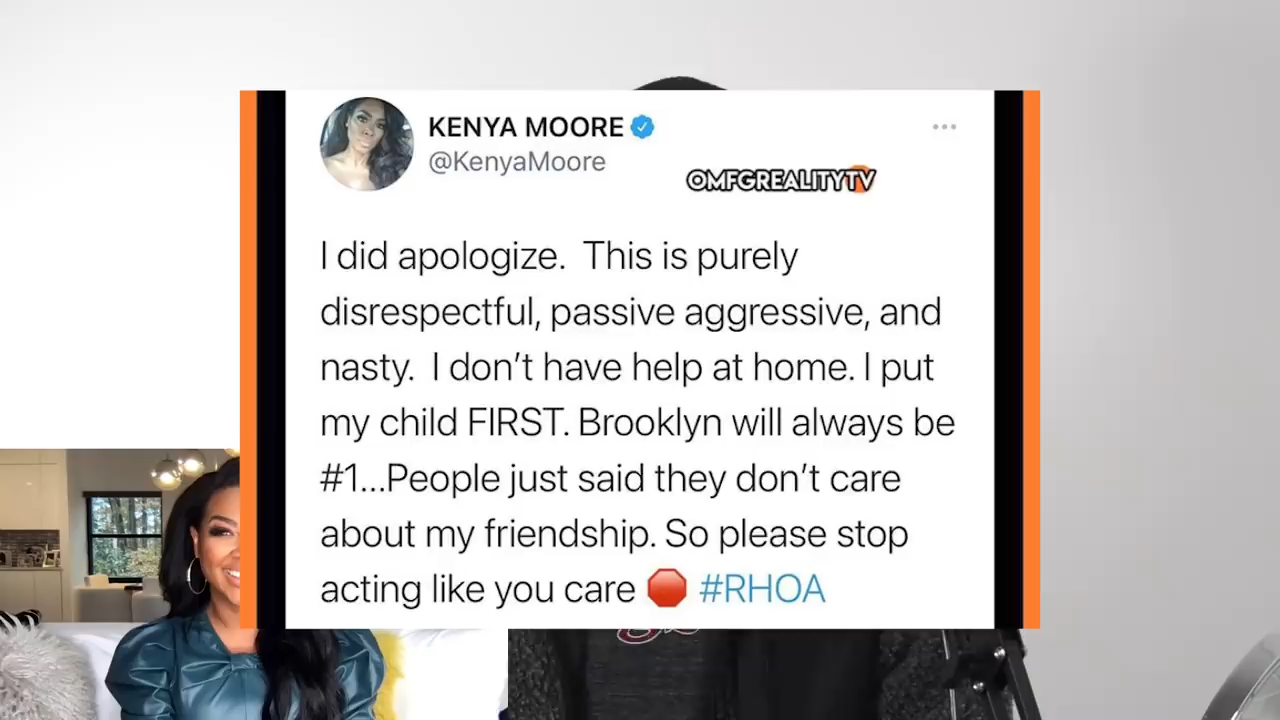 KENYA MOORE
@KenyaMoore
OMFGREALITYTV
I did apologize. This is purely
disrespectful, passive aggressive, and
nasty. I don’t have help at home. I put
my child FIRST. Brooklyn will always be
#1...People just said they don’t care
about my friendship. So please stop
acting like you care 🛑 #RHOA